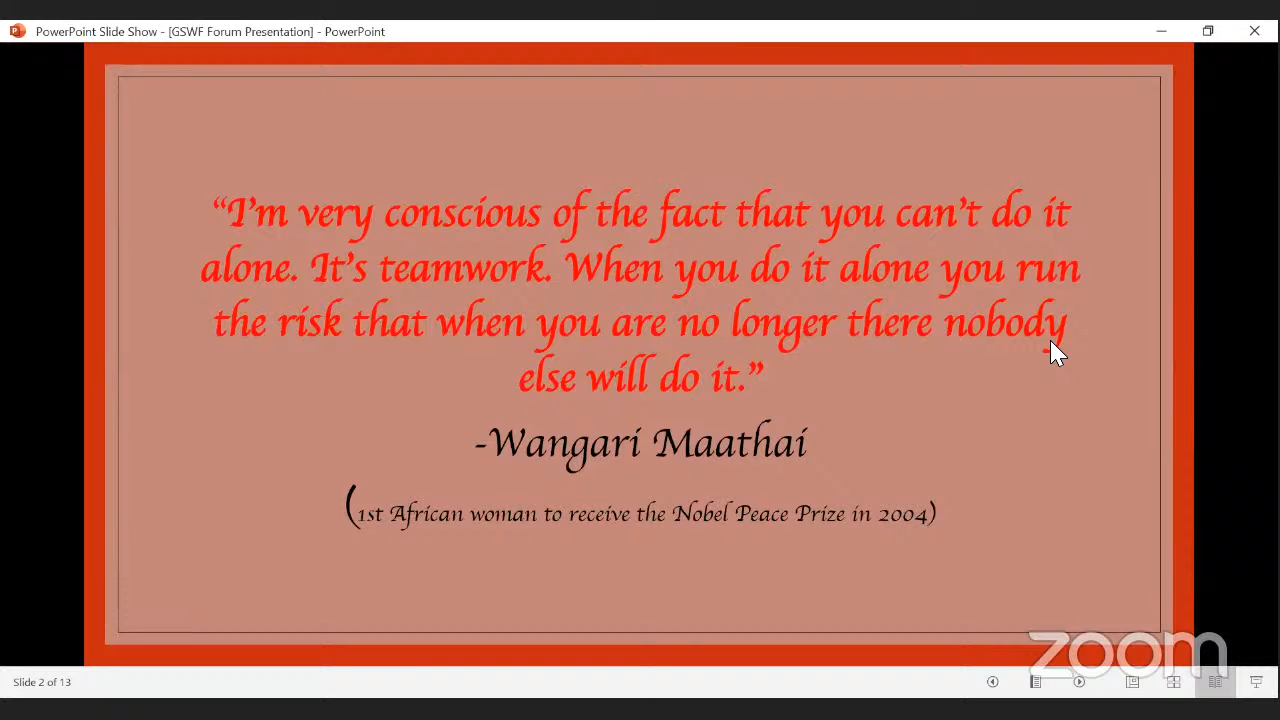 PowerPoint Slide Show - [GSWF Forum Presentation] - PowerPoint
“I'm very conscious of the fact that you can't do it
alone. It's teamwork. When you do it alone you run
the risk that when you are no longer there nobody
else will do it.”
-Wangari Maathai
(1st African woman to receive the Nobel Peace Prize in 2004)
zoom
Slide 2 of 13